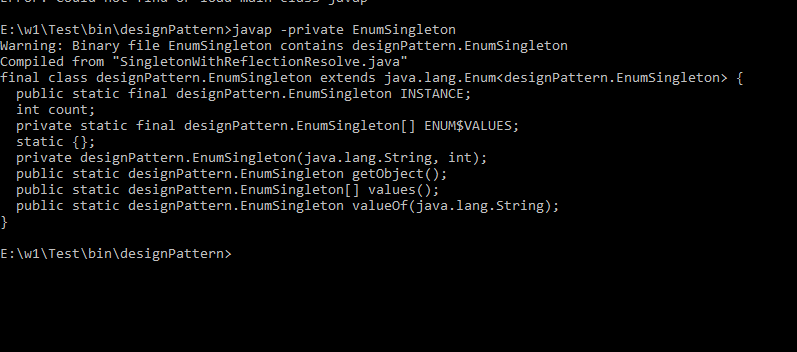 Error: Could not find or load main class javap
E:\w1\Test\bin\designPattern>javap -private EnumSingleton
Warning: Binary file EnumSingleton contains designPattern.EnumSingleton
Compiled from "SingletonWithReflectionResolve.java"
final class designPattern.EnumSingleton extends java.lang.Enum<designPattern.EnumSingleton> {
  public static final designPattern.EnumSingleton INSTANCE;
  int count;
  private static final designPattern.EnumSingleton[] ENUM$VALUES;
  static {};
  private designPattern.EnumSingleton(java.lang.String, int);
  public static designPattern.EnumSingleton getObject();
  public static designPattern.EnumSingleton[] values();
  public static designPattern.EnumSingleton valueOf(java.lang.String);
}
E:\w1\Test\bin\designPattern>